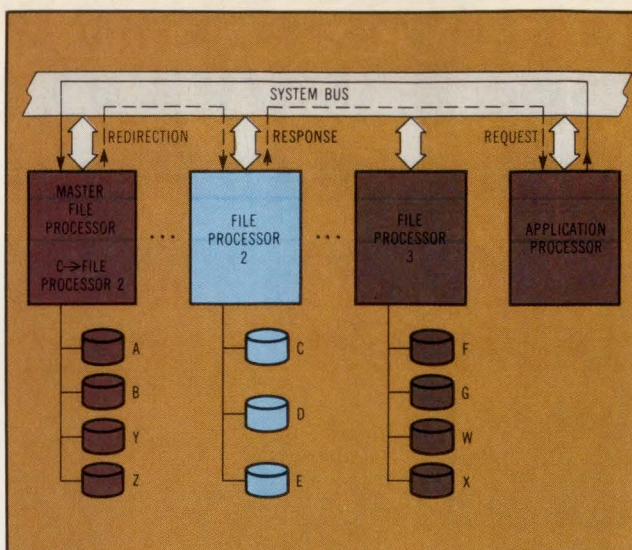 SYSTEM BUS
REDIRECTION
RESPONSE
REQUEST
MASTER
FILE
PROCESSOR
C→FILE
PROCESSOR 2
...
FILE
PROCESSOR
2
...
FILE
PROCESSOR
3
APPLICATION
PROCESSOR
A
B
Y
Z
C
D
E
F
G
W
X